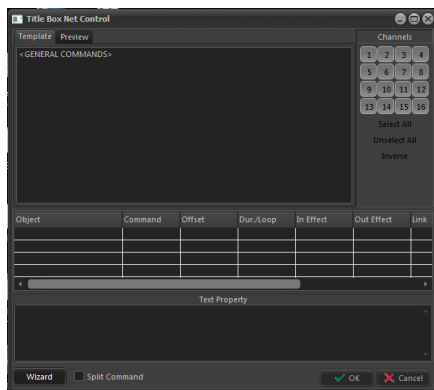 Title Box Net Control
Template Preview
Channels
<GENERAL COMMANDS>
1 2 3 4
5 6 7 8
9 10 11 12
13 14 15 16
Select All
Unselect All
Inverse
Object Command Offset Dur./Loop In Effect Out Effect Link
Text Property
Wizard Split Command OK Cancel